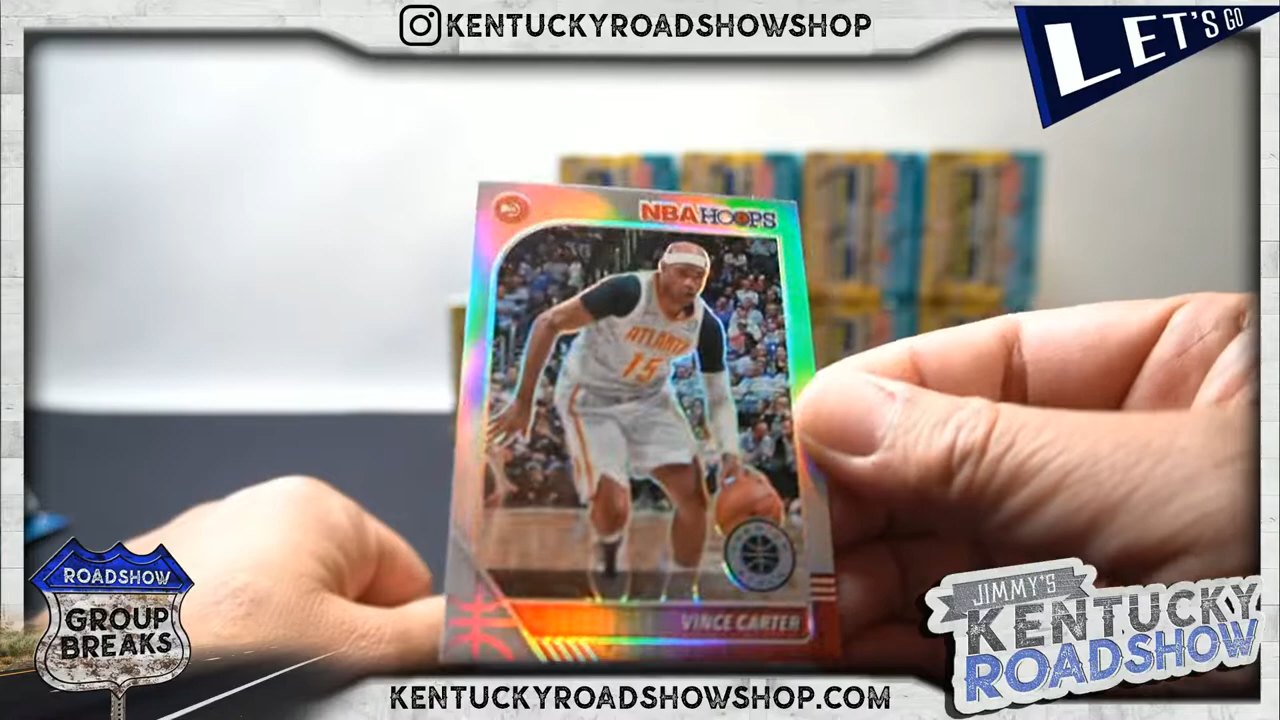 KENTUCKYROADSHOWSHOP
LET'S GO
NBA HOOPS
ATLANTA
15
VINCE CARTER
ROADSHOW
GROUP
BREAKS
JIMMY'S
KENTUCKY
ROADSHOW
KENTUCKYROADSHOWSHOP.COM